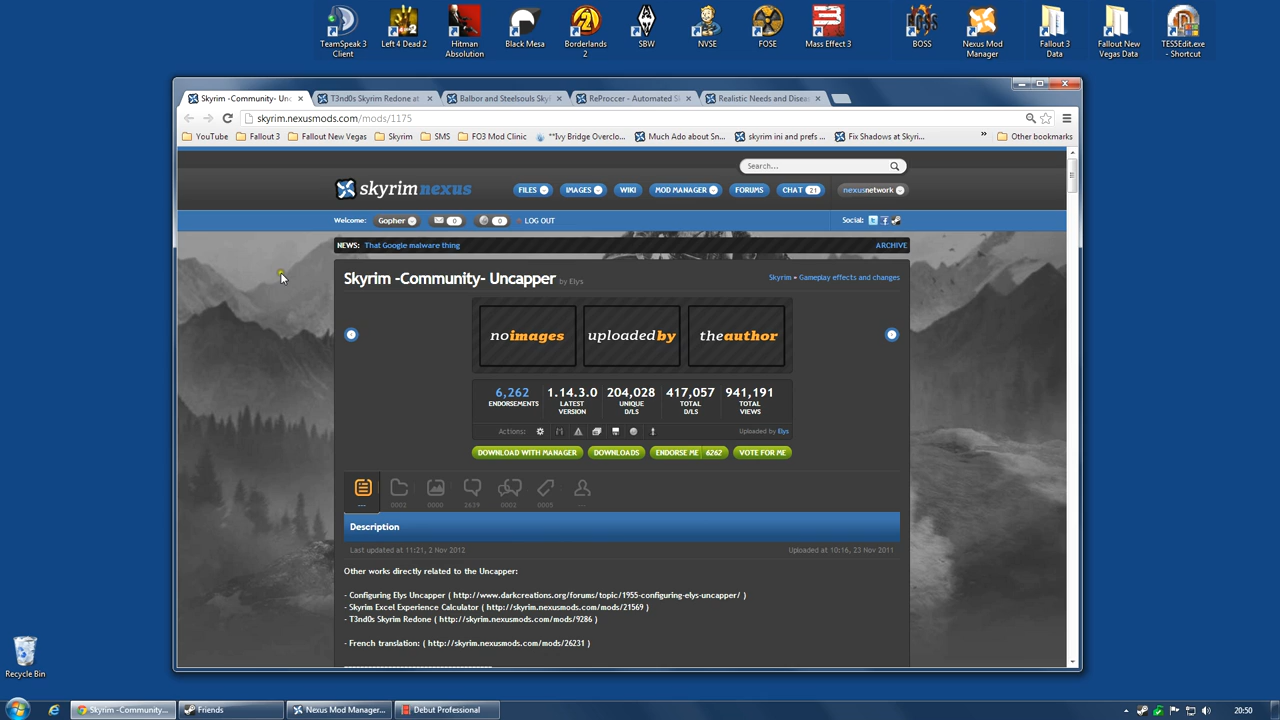 TeamSpeak 3 Client
Left 4 Dead 2
Hitman Absolution
Black Mesa
Borderlands 2
SBW
NVSE
FOSE
Mass Effect 3
BOSS
Nexus Mod Manager
Fallout 3 Data
Fallout New Vegas Data
TES5Edit.exe - Shortcut
Skyrim -Community- Unc
T3nd0s Skyrim Redone at
Balbor and Steelsouls Sky
ReProccer - Automated S
Realistic Needs and Disea
skyrim.nexusmods.com/mods/1175
YouTube
Fallout 3
Fallout New Vegas
Skyrim
SMS
FO3 Mod Clinic
**Ivy Bridge Overclo...
Much Ado about Sn...
skyrim ini and prefs ...
Fix Shadows at Skyri...
»
Other bookmarks
Search...
skyrimnexus
FILES
IMAGES
WIKI
MOD MANAGER
FORUMS
CHAT 21
nexusnetwork
Welcome:
Gopher
0
0
LOG OUT
Social:
NEWS: That Google malware thing
ARCHIVE
Skyrim -Community- Uncapper by Elys
Skyrim • Gameplay effects and changes
noimages
uploadedby
theauthor
6,262 ENDORSEMENTS
1.14.3.0 LATEST VERSION
204,028 UNIQUE D/LS
417,057 TOTAL D/LS
941,191 TOTAL VIEWS
Actions:
Uploaded by Elys
DOWNLOAD WITH MANAGER
DOWNLOADS
ENDORSE ME 6262
VOTE FOR ME
---
0002
0000
2639
0002
0005
---
Description
Last updated at 11:21, 2 Nov 2012
Uploaded at 10:16, 23 Nov 2011
Other works directly related to the Uncapper:
- Configuring Elys Uncapper ( http://www.darkcreations.org/forums/topic/1955-configuring-elys-uncapper/ )
- Skyrim Excel Experience Calculator ( http://skyrim.nexusmods.com/mods/21569 )
- T3nd0s Skyrim Redone ( http://skyrim.nexusmods.com/mods/9286 )
- French translation: ( http://skyrim.nexusmods.com/mods/26231 )
Recycle Bin
Skyrim -Community-...
Friends
Nexus Mod Manager...
Debut Professional
20:50